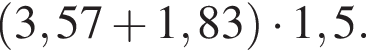 (3,57 + 1,83) · 1,5.